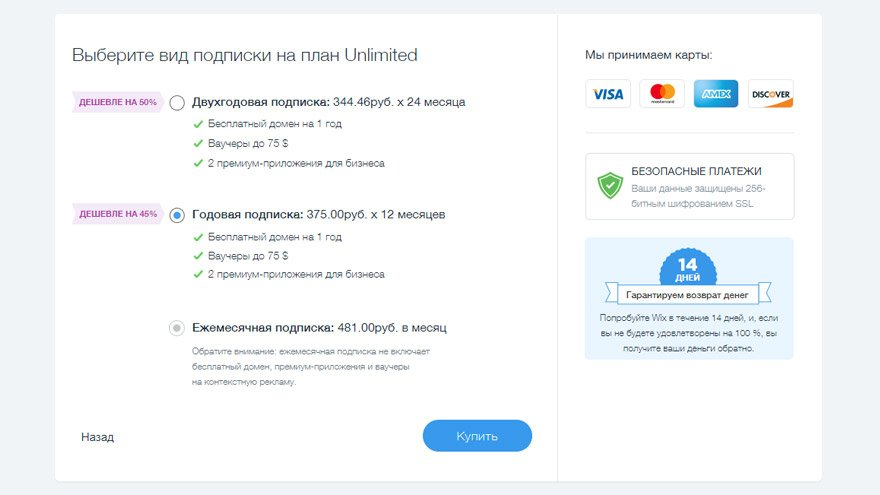 Выберите вид подписки на план Unlimited
ДЕШЕВЛЕ НА 50%
Двухгодовая подписка: 344.46руб. x 24 месяца
Бесплатный домен на 1 год
Ваучеры до 75 $
2 премиум-приложения для бизнеса
ДЕШЕВЛЕ НА 45%
Годовая подписка: 375.00руб. x 12 месяцев
Бесплатный домен на 1 год
Ваучеры до 75 $
2 премиум-приложения для бизнеса
Ежемесячная подписка: 481.00руб. в месяц
Обратите внимание: ежемесячная подписка не включает
бесплатный домен, премиум-приложения и ваучеры
на контекстную рекламу.
Назад
Купить
Мы принимаем карты:
VISA
mastercard
AMEX
DISCOVER
БЕЗОПАСНЫЕ ПЛАТЕЖИ
Ваши данные защищены 256-
битным шифрованием SSL
14
ДНЕЙ
Гарантируем возврат денег
Попробуйте Wix в течение 14 дней, и, если
вы не будете удовлетворены на 100 %, вы
получите ваши деньги обратно.